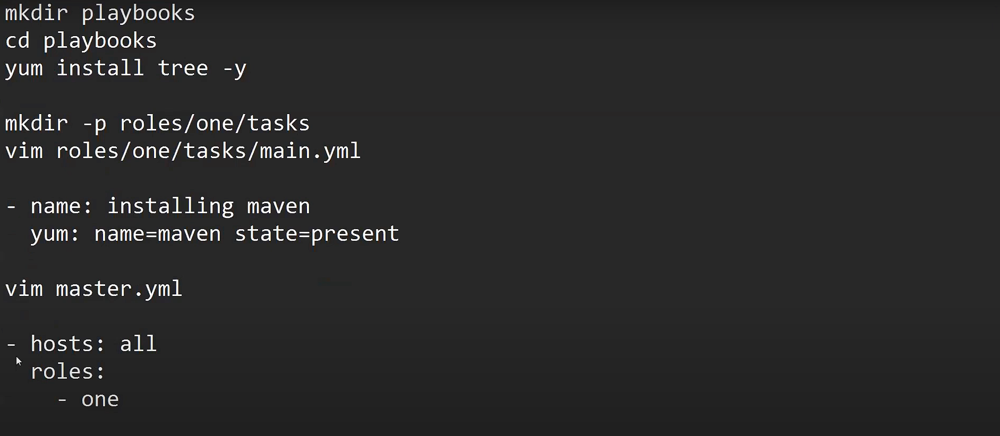 mkdir playbooks
cd playbooks
yum install tree -y
mkdir -p roles/one/tasks
vim roles/one/tasks/main.yml
- name: installing maven
  yum: name=maven state=present
vim master.yml
- hosts: all
  roles:
    - one